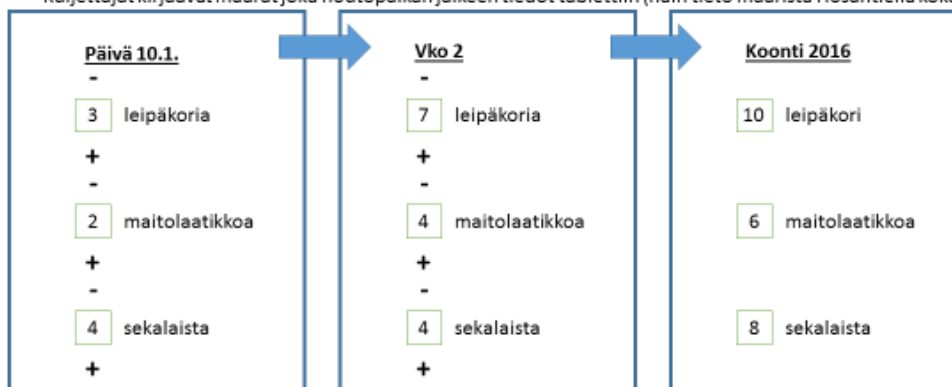 Päivä 10.1.
-
3 leipäkoria
+
-
2 maitolaatikkoa
+
-
4 sekalaista
+
Vko 2
-
7 leipäkoria
+
-
4 maitolaatikkoa
+
-
4 sekalaista
+
Koonti 2016
10 leipäkori
6 maitolaatikkoa
8 sekalaista